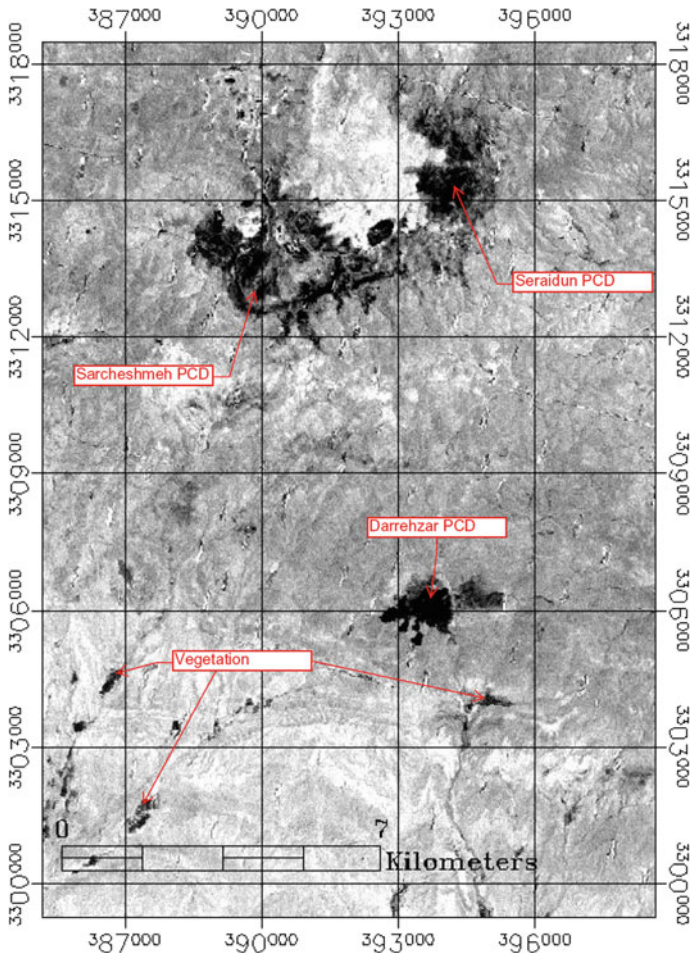 387000 390000 393000 396000
3318000 3318000
3315000 3315000
Seraidun PCD
3312000 3312000
Sarcheshmeh PCD
3309000 3309000
Darrehzar PCD
3306000 3306000
Vegetation
3303000 3303000
0 7
Kilometers
3300000 3300000
387000 390000 393000 396000